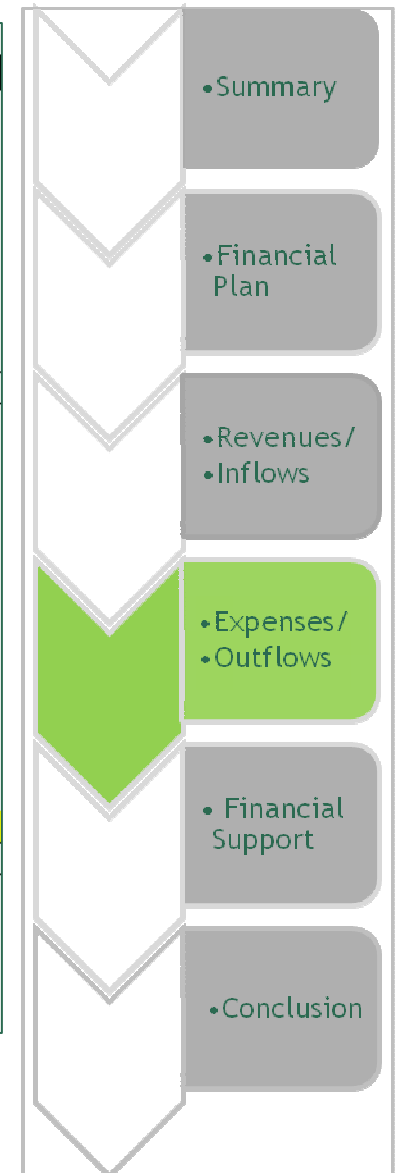 •Summary
•Financial
Plan
•Revenues/
•Inflows
•Expenses/
•Outflows
• Financial
Support
•Conclusion